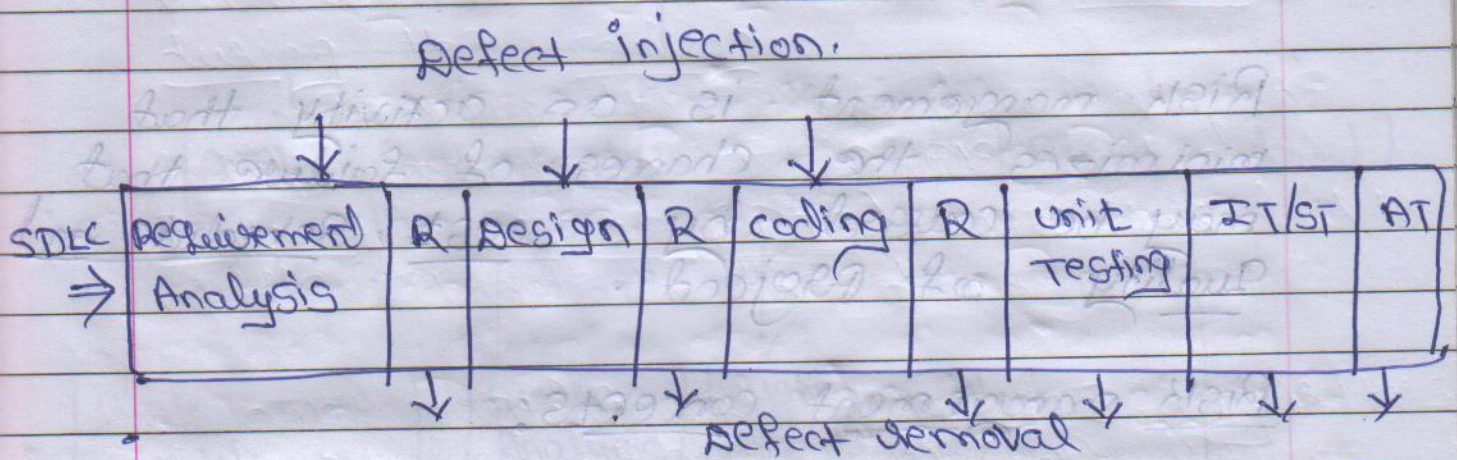 Defect injection.
SDLC Requirement R Design R coding R unit IT/ST AT
⇒ Analysis Testing
Defect removal